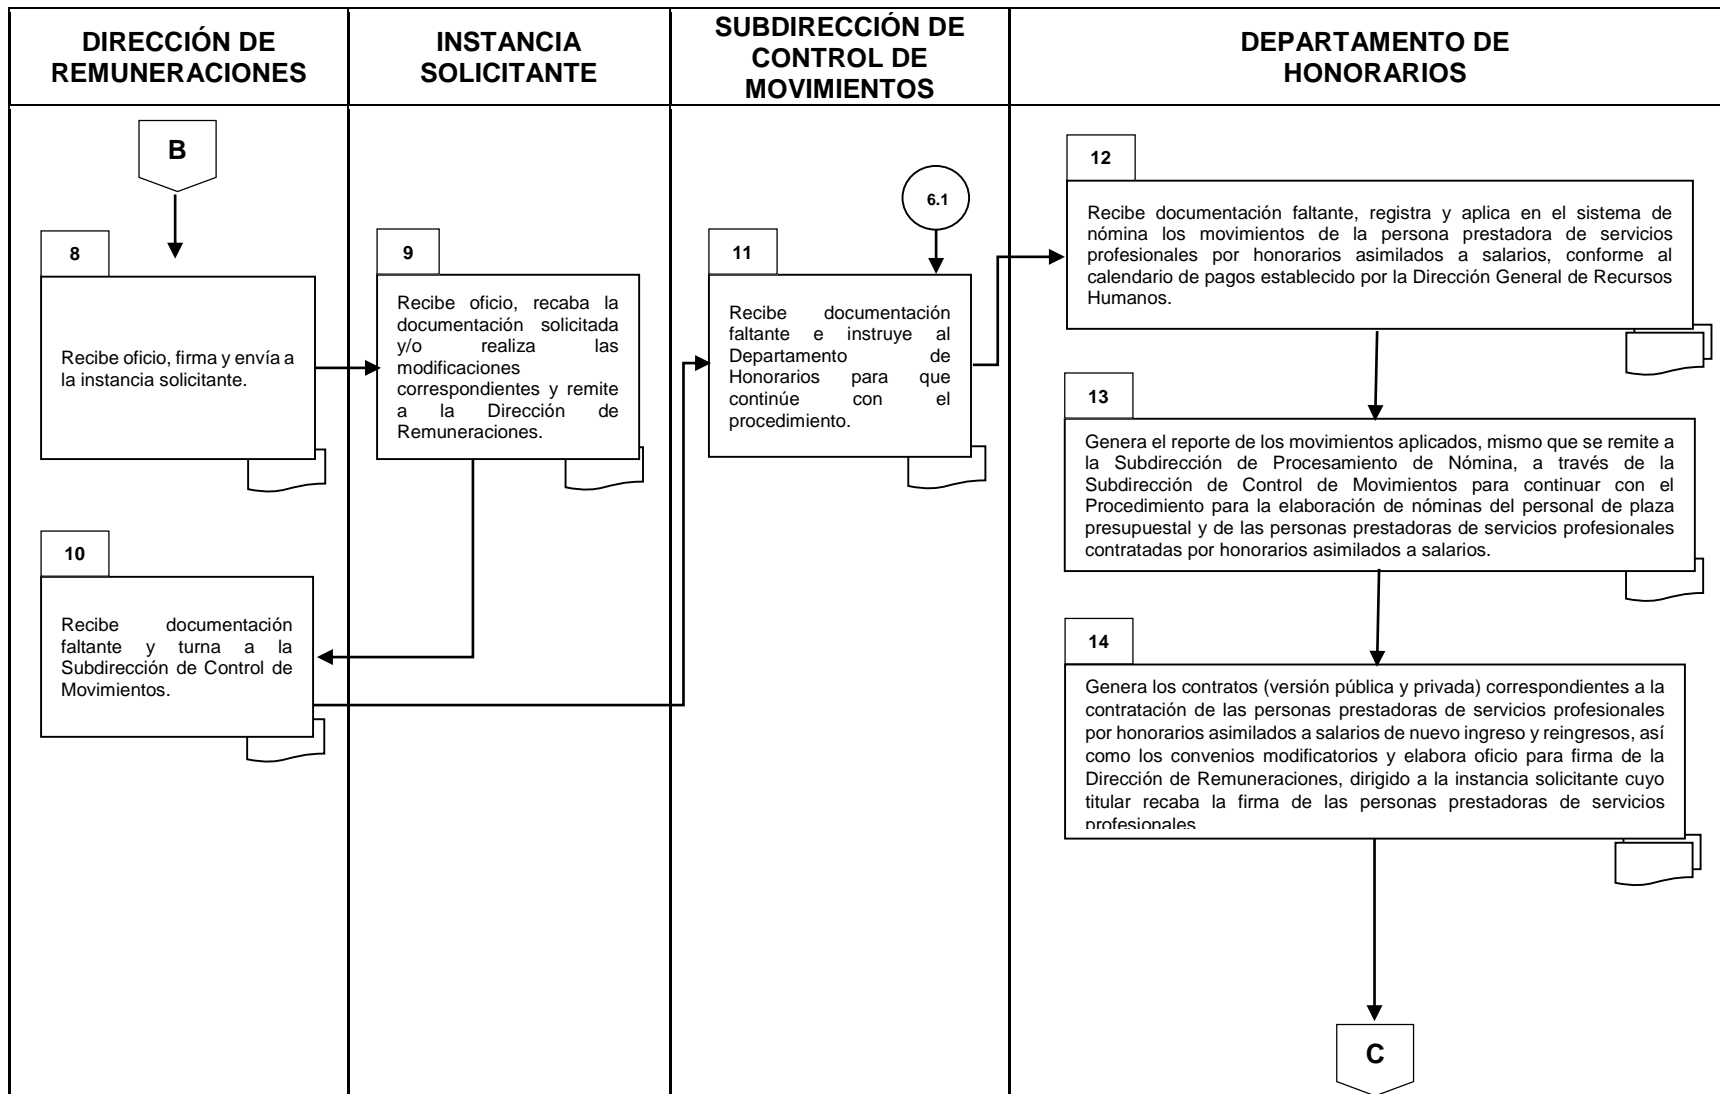 DIRECCIÓN DE
REMUNERACIONES
INSTANCIA
SOLICITANTE
SUBDIRECCIÓN DE
CONTROL DE
MOVIMIENTOS
DEPARTAMENTO DE
HONORARIOS
B
8
Recibe oficio, firma y envía a
la instancia solicitante.
9
Recibe oficio, recaba la
documentación solicitada
y/o realiza las
modificaciones
correspondientes y remite
a la Dirección de
Remuneraciones.
10
Recibe documentación
faltante y turna a la
Subdirección de Control de
Movimientos.
6.1
11
Recibe documentación
faltante e instruye al
Departamento de
Honorarios para que
continúe con el
procedimiento.
12
Recibe documentación faltante, registra y aplica en el sistema de
nómina los movimientos de la persona prestadora de servicios
profesionales por honorarios asimilados a salarios, conforme al
calendario de pagos establecido por la Dirección General de Recursos
Humanos.
13
Genera el reporte de los movimientos aplicados, mismo que se remite a
la Subdirección de Procesamiento de Nómina, a través de la
Subdirección de Control de Movimientos para continuar con el
Procedimiento para la elaboración de nóminas del personal de plaza
presupuestal y de las personas prestadoras de servicios profesionales
contratadas por honorarios asimilados a salarios.
14
Genera los contratos (versión pública y privada) correspondientes a la
contratación de las personas prestadoras de servicios profesionales
por honorarios asimilados a salarios de nuevo ingreso y reingresos, así
como los convenios modificatorios y elabora oficio para firma de la
Dirección de Remuneraciones, dirigido a la instancia solicitante cuyo
titular recaba la firma de las personas prestadoras de servicios
profesionales
C